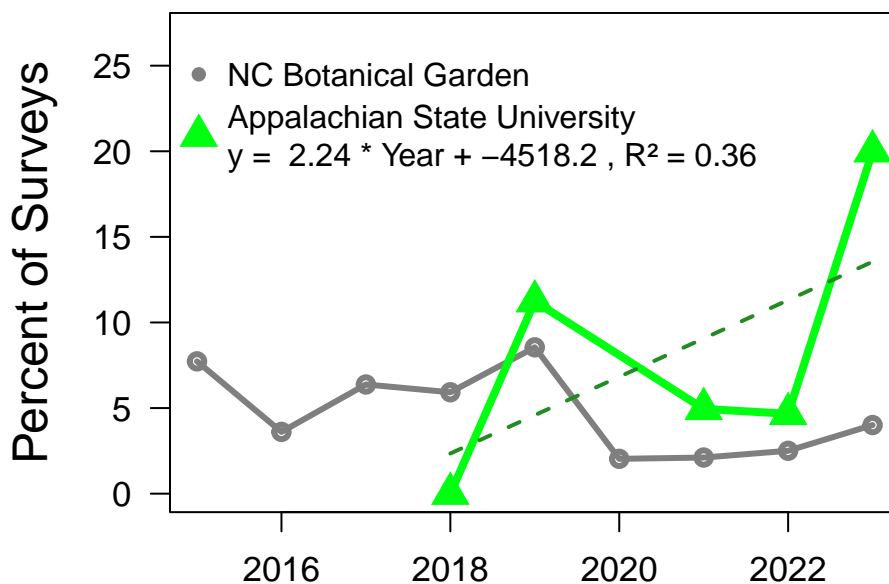 Percent of Surveys
25
20
15
10
5
0
NC Botanical Garden
Appalachian State University
y =  2.24 * Year + −4518.2 , R² = 0.36
2016 2018 2020 2022